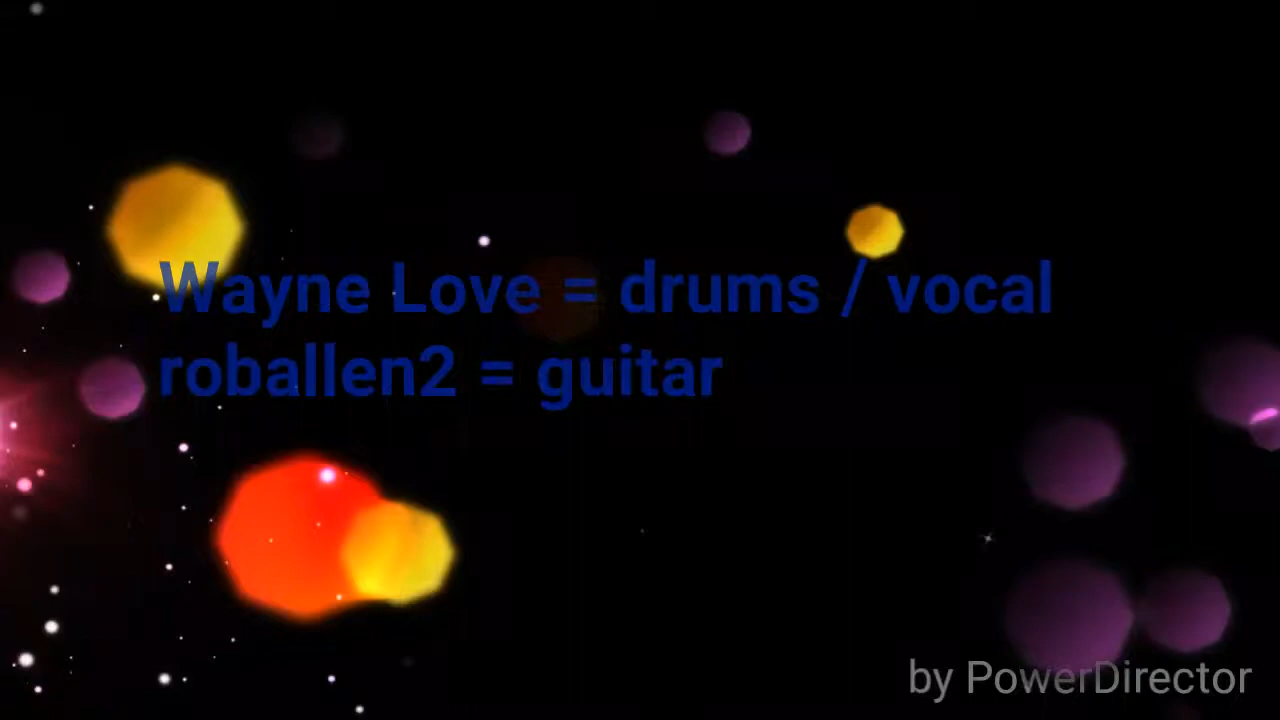 Wayne Love = drums / vocal
roballen2 = guitar
by PowerDirector